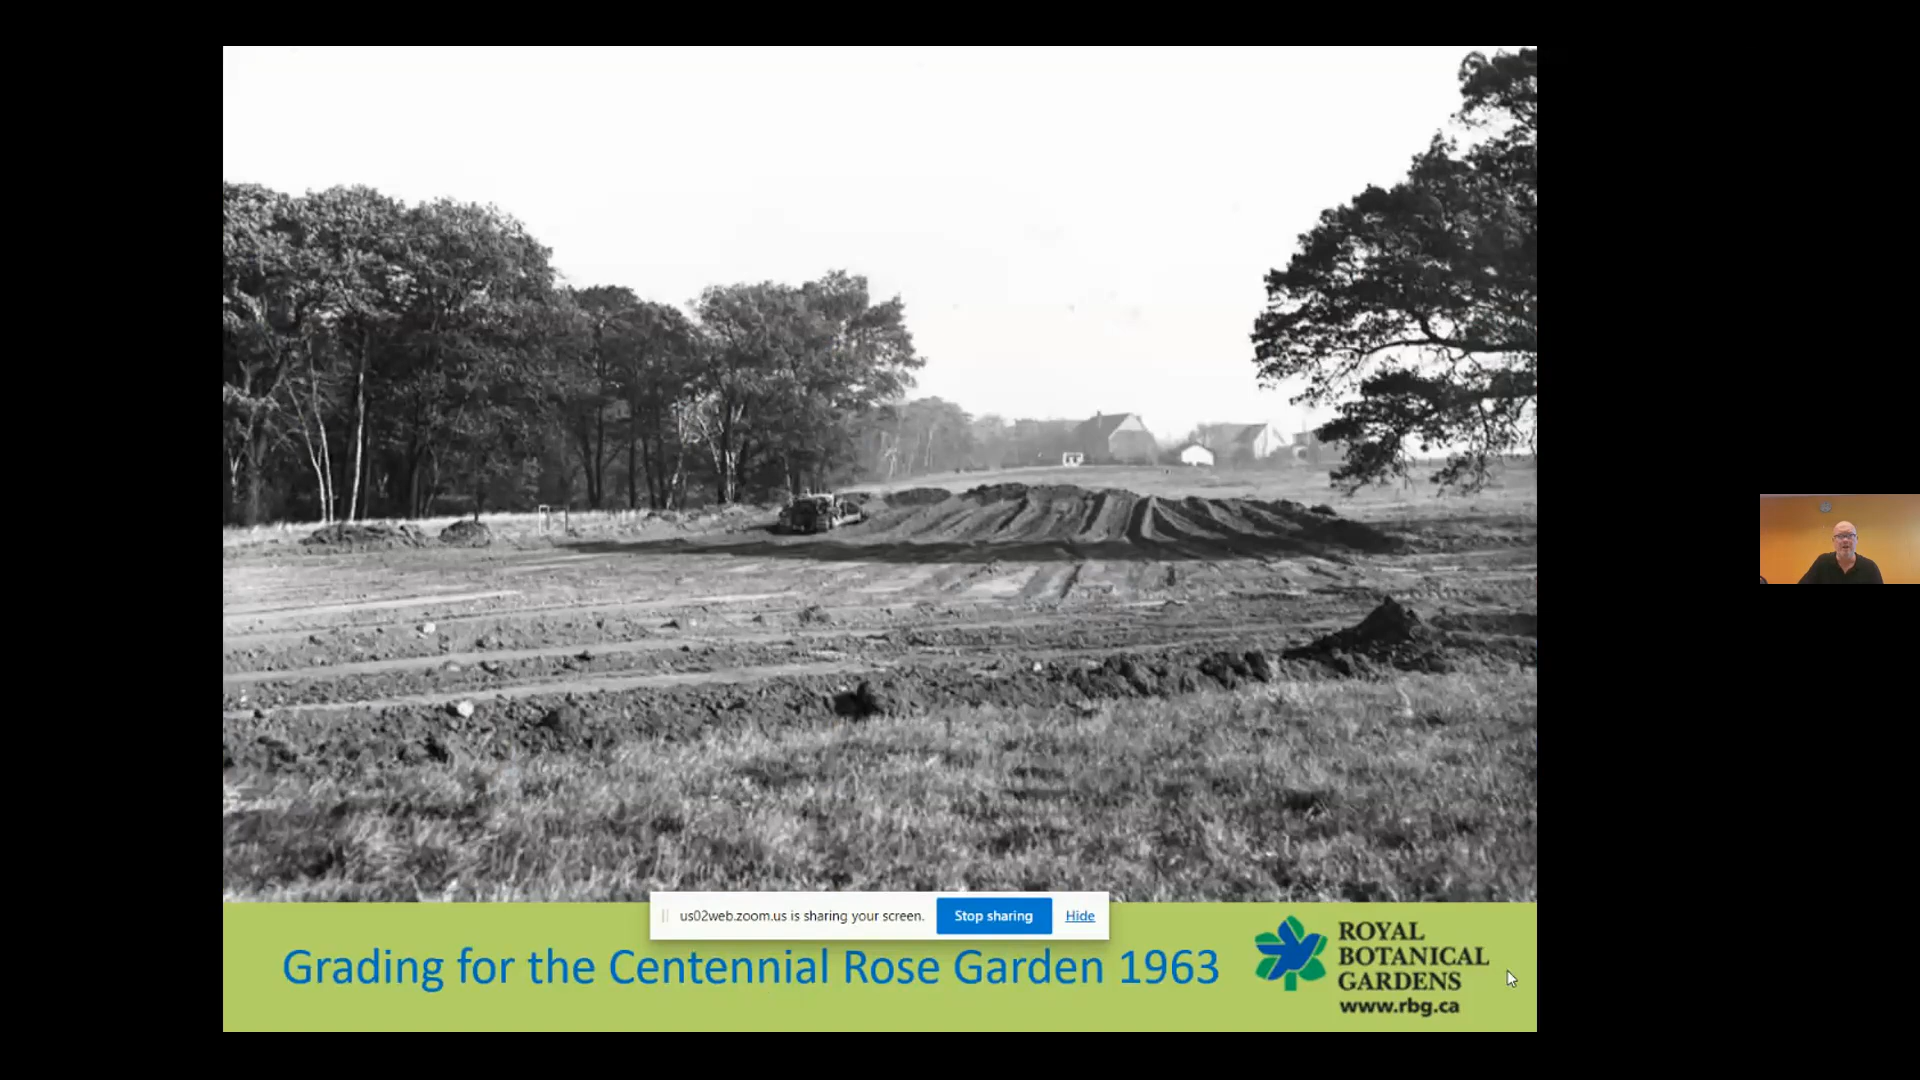 us02web.zoom.us is sharing your screen. Stop sharing Hide
Grading for the Centennial Rose Garden 1963
ROYAL
BOTANICAL
GARDENS
www.rbg.ca